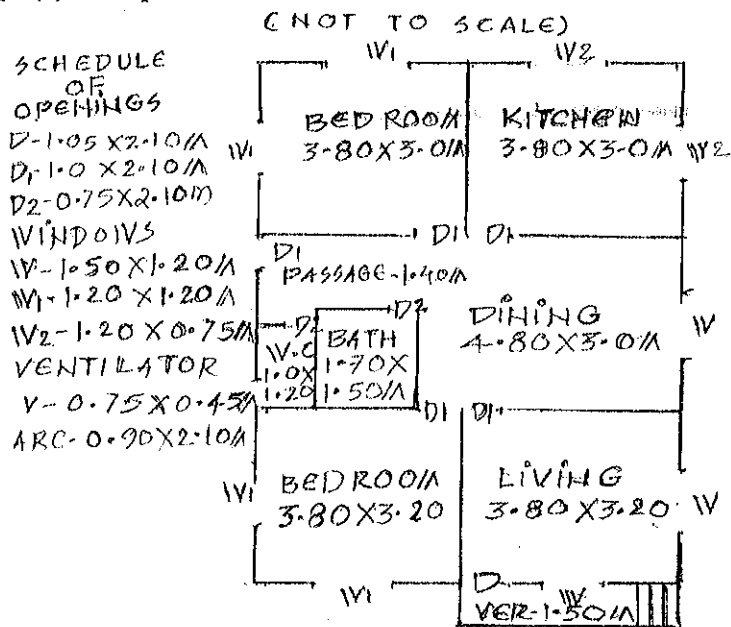 (NOT TO SCALE)
SCHEDULE
OF
OPENINGS
D-1.05X2.10M
D1-1.0X2.10M
D2-0.75X2.10M
WINDOWS
W-1.50X1.20M
W1-1.20X1.20M
W2-1.20X0.75M
VENTILATOR
V-0.75X0.45M
ARC-0.90X2.10M
W1
W2
W1
BED ROOM
3.80X3.0M
KITCHEN
3.80X3.0M
W2
D1
D1
D1
PASSAGE-1.40M
D2
D2
W.C
1.0X
1.20
BATH
1.70X
1.50M
DINING
4.80X3.0M
W
D1
D1
W1
BED ROOM
3.80X3.20
LIVING
3.80X3.20
W
W1
D
W
VER-1.50M